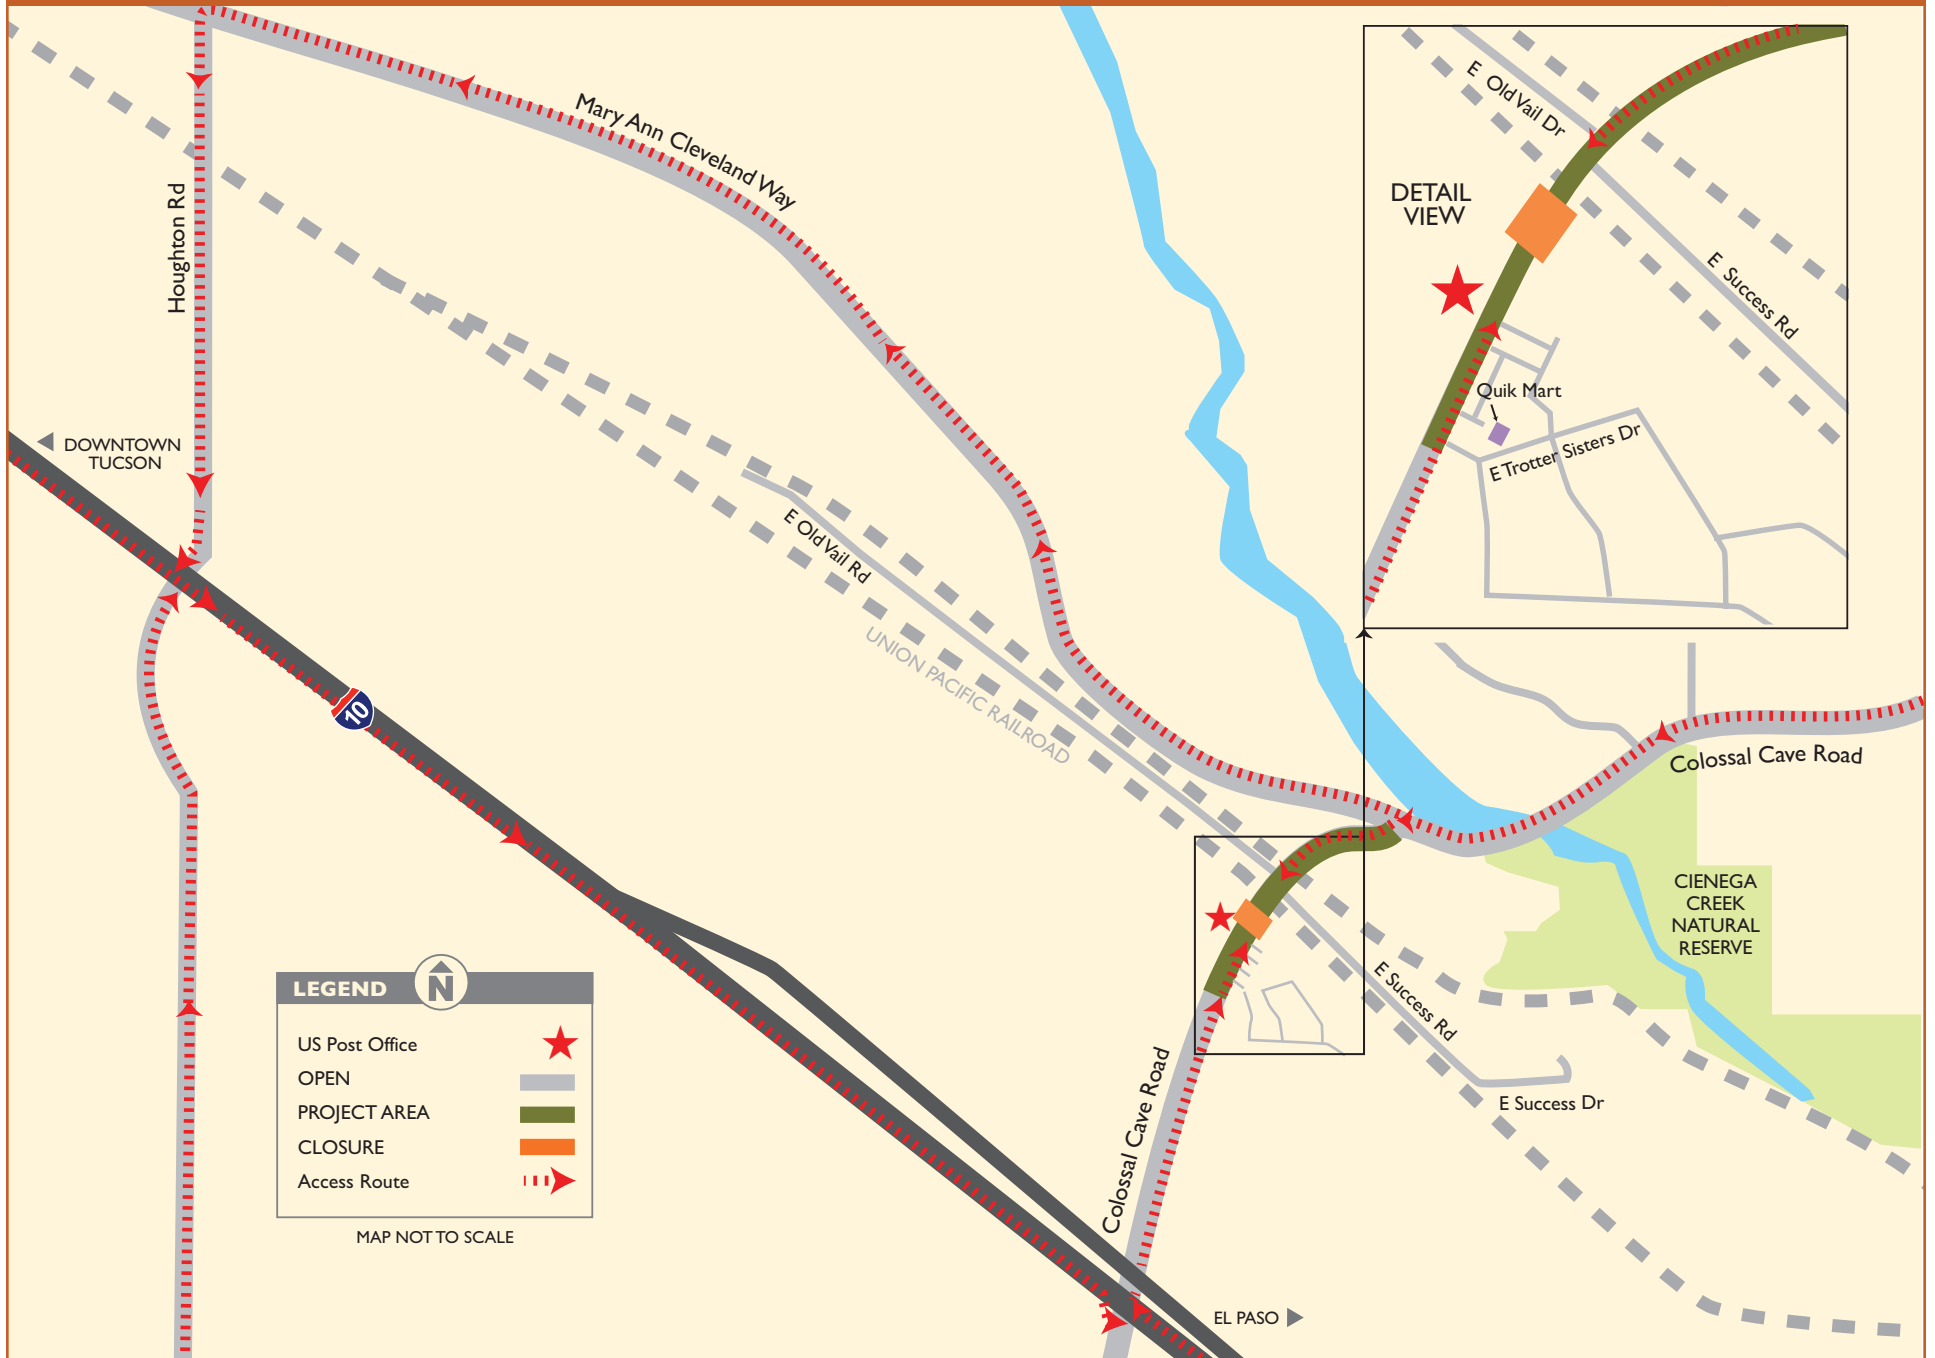 Mary Ann Cleveland Way
Houghton Rd
DOWNTOWN
TUCSON
10
E Old Vail Rd
UNION PACIFIC RAILROAD
DETAIL
VIEW
E Old Vail Dr
E Success Rd
Quik Mart
E Trotter Sisters Dr
Colossal Cave Road
CIENEGA
CREEK
NATURAL
RESERVE
E Success Rd
E Success Dr
Colossal Cave Road
EL PASO
LEGEND
N
US Post Office
OPEN
PROJECT AREA
CLOSURE
Access Route
MAP NOT TO SCALE